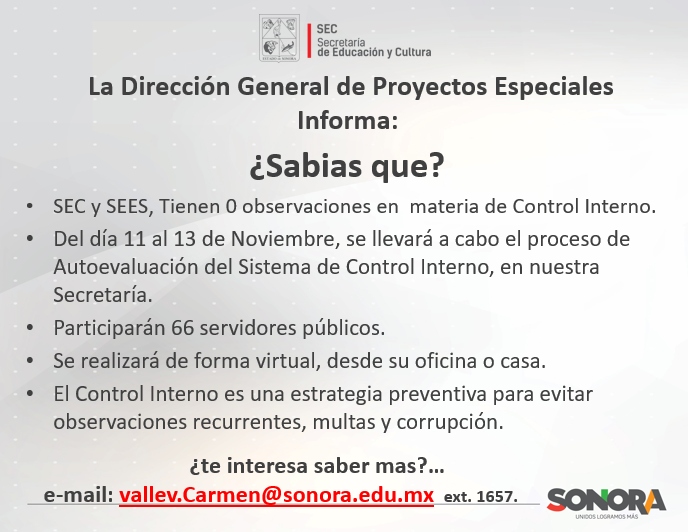 SEC
Secretaría
de Educación y Cultura
ESTADO DE SONORA
La Dirección General de Proyectos Especiales
Informa:
¿Sabias que?
• SEC y SEES, Tienen 0 observaciones en materia de Control Interno.
• Del día 11 al 13 de Noviembre, se llevará a cabo el proceso de
Autoevaluación del Sistema de Control Interno, en nuestra
Secretaría.
• Participarán 66 servidores públicos.
• Se realizará de forma virtual, desde su oficina o casa.
• El Control Interno es una estrategia preventiva para evitar
observaciones recurrentes, multas y corrupción.
¿te interesa saber mas?...
e-mail: vallev.Carmen@sonora.edu.mx ext. 1657.
SONORA
UNIDOS LOGRAMOS MÁS